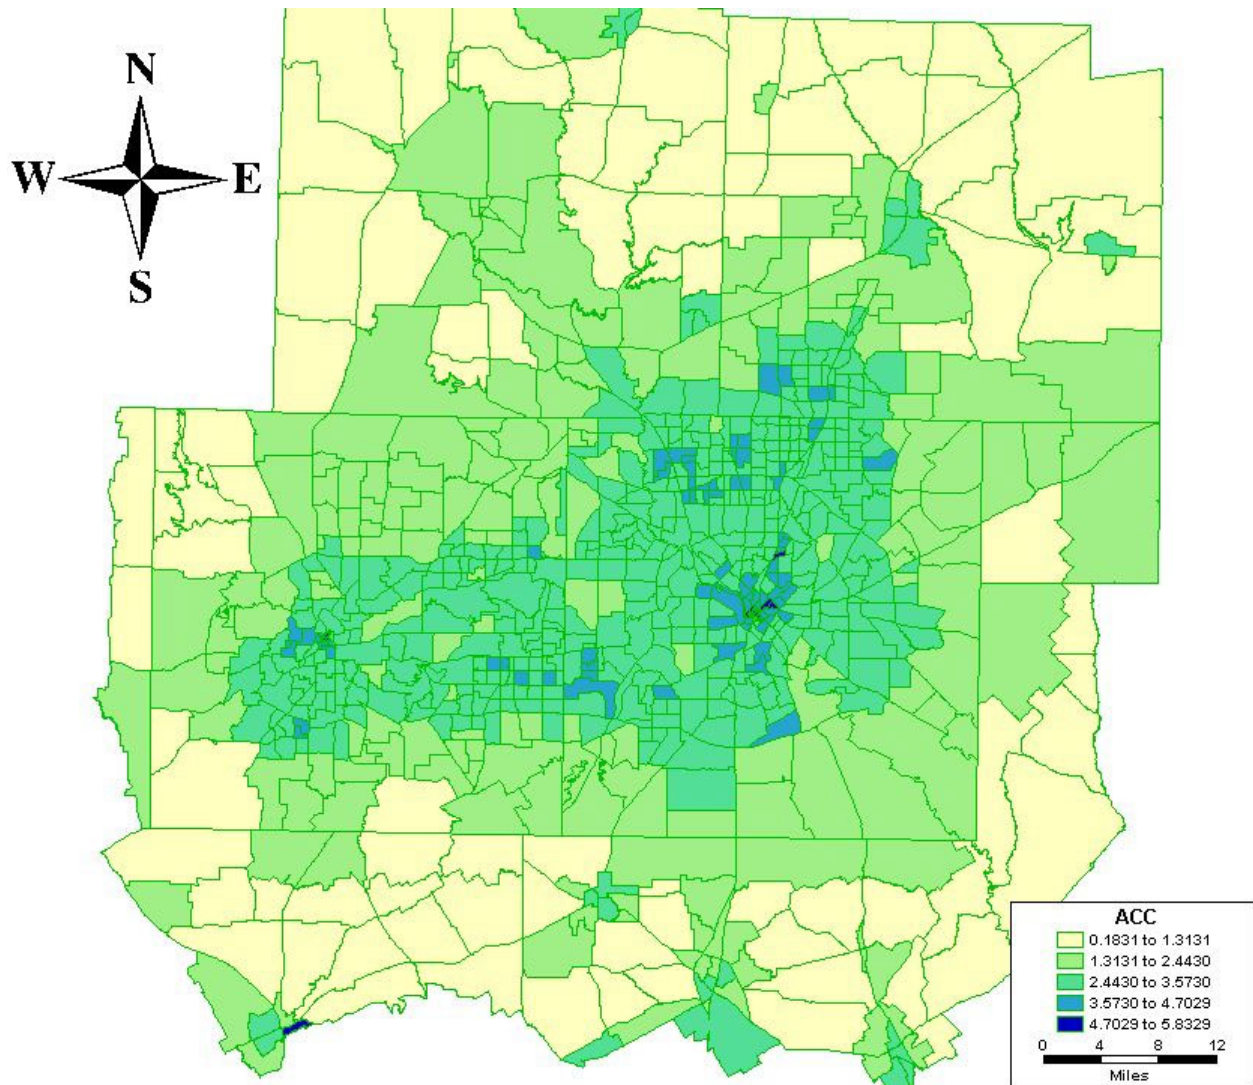 N
W E
S
ACC
0.1831 to 1.3131
1.3131 to 2.4430
2.4430 to 3.5730
3.5730 to 4.7029
4.7029 to 5.8329
0 4 8 12
Miles